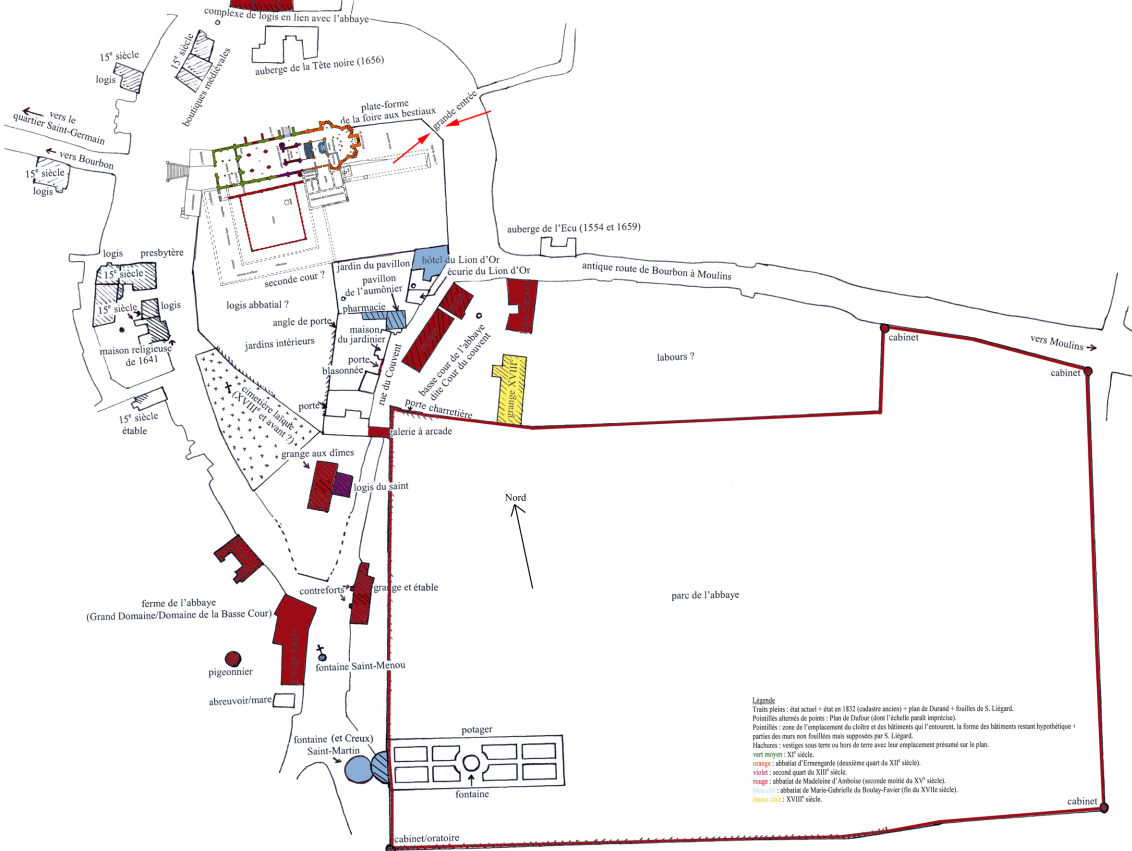 complexe de logis en lien avec l'abbaye
15e siècle
logis
15e siècle
boutiques médiévales
auberge de la Tête noire (1656)
vers le
quartier Saint-Germain
vers Bourbon
15e siècle
logis
plate-forme
de la foire aux bestiaux
grande entrée
auberge de l'Ecu (1554 et 1659)
antique route de Bourbon à Moulins
vers Moulins
logis
presbytère
15e siècle
15e siècle
logis
maison religieuse
de 1641
15e siècle
étable
seconde cour ?
logis abbatial ?
jardins intérieurs
jardin du pavillon
hôtel du Lion d'Or
écurie du Lion d'Or
pavillon
de l'aumônier
pharmacie
angle de porte
maison
du jardinier
porte
blasonnée
rue du Couvent
basse cour de l'abbaye
dite Cour du couvent
grange XVIIIe
labours ?
cabinet
cabinet
porte
porte charretière
galerie à arcade
cimetière laïque
(XVIIIe et avant ?)
grange aux dîmes
logis du saint
Nord
contreforts
grange et étable
parc de l'abbaye
ferme de l'abbaye
(Grand Domaine/Domaine de la Basse Cour)
pigeonnier
fontaine Saint-Menou
abreuvoir/mare
fontaine (et Creux)
Saint-Martin
potager
fontaine
cabinet/oratoire
cabinet
Légende
Traits pleins : état actuel + état en 1832 (cadastre ancien) + plan de Durand + fouilles de S. Liégard.
Pointillés alternés de points : Plan de Dufour (dont l'échelle paraît imprécise).
Pointillés : zone de l'emplacement du cloître et des bâtiments qui l'entourent, la forme des bâtiments restant hypothétique +
parties des murs non fouillées mais supposées par S. Liégard.
Hachures : vestiges sous terre ou hors de terre avec leur emplacement présumé sur le plan.
vert moyen : XIe siècle.
orange : abbatiat d'Ermengarde (deuxième quart du XIIe siècle).
violet : second quart du XIIIe siècle.
rouge : abbatiat de Madeleine d'Amboise (seconde moitié du XVe siècle).
bleu ciel : abbatiat de Marie-Gabrielle du Boulay-Favier (fin du XVIIe siècle).
Jaune clair : XVIIIe siècle.